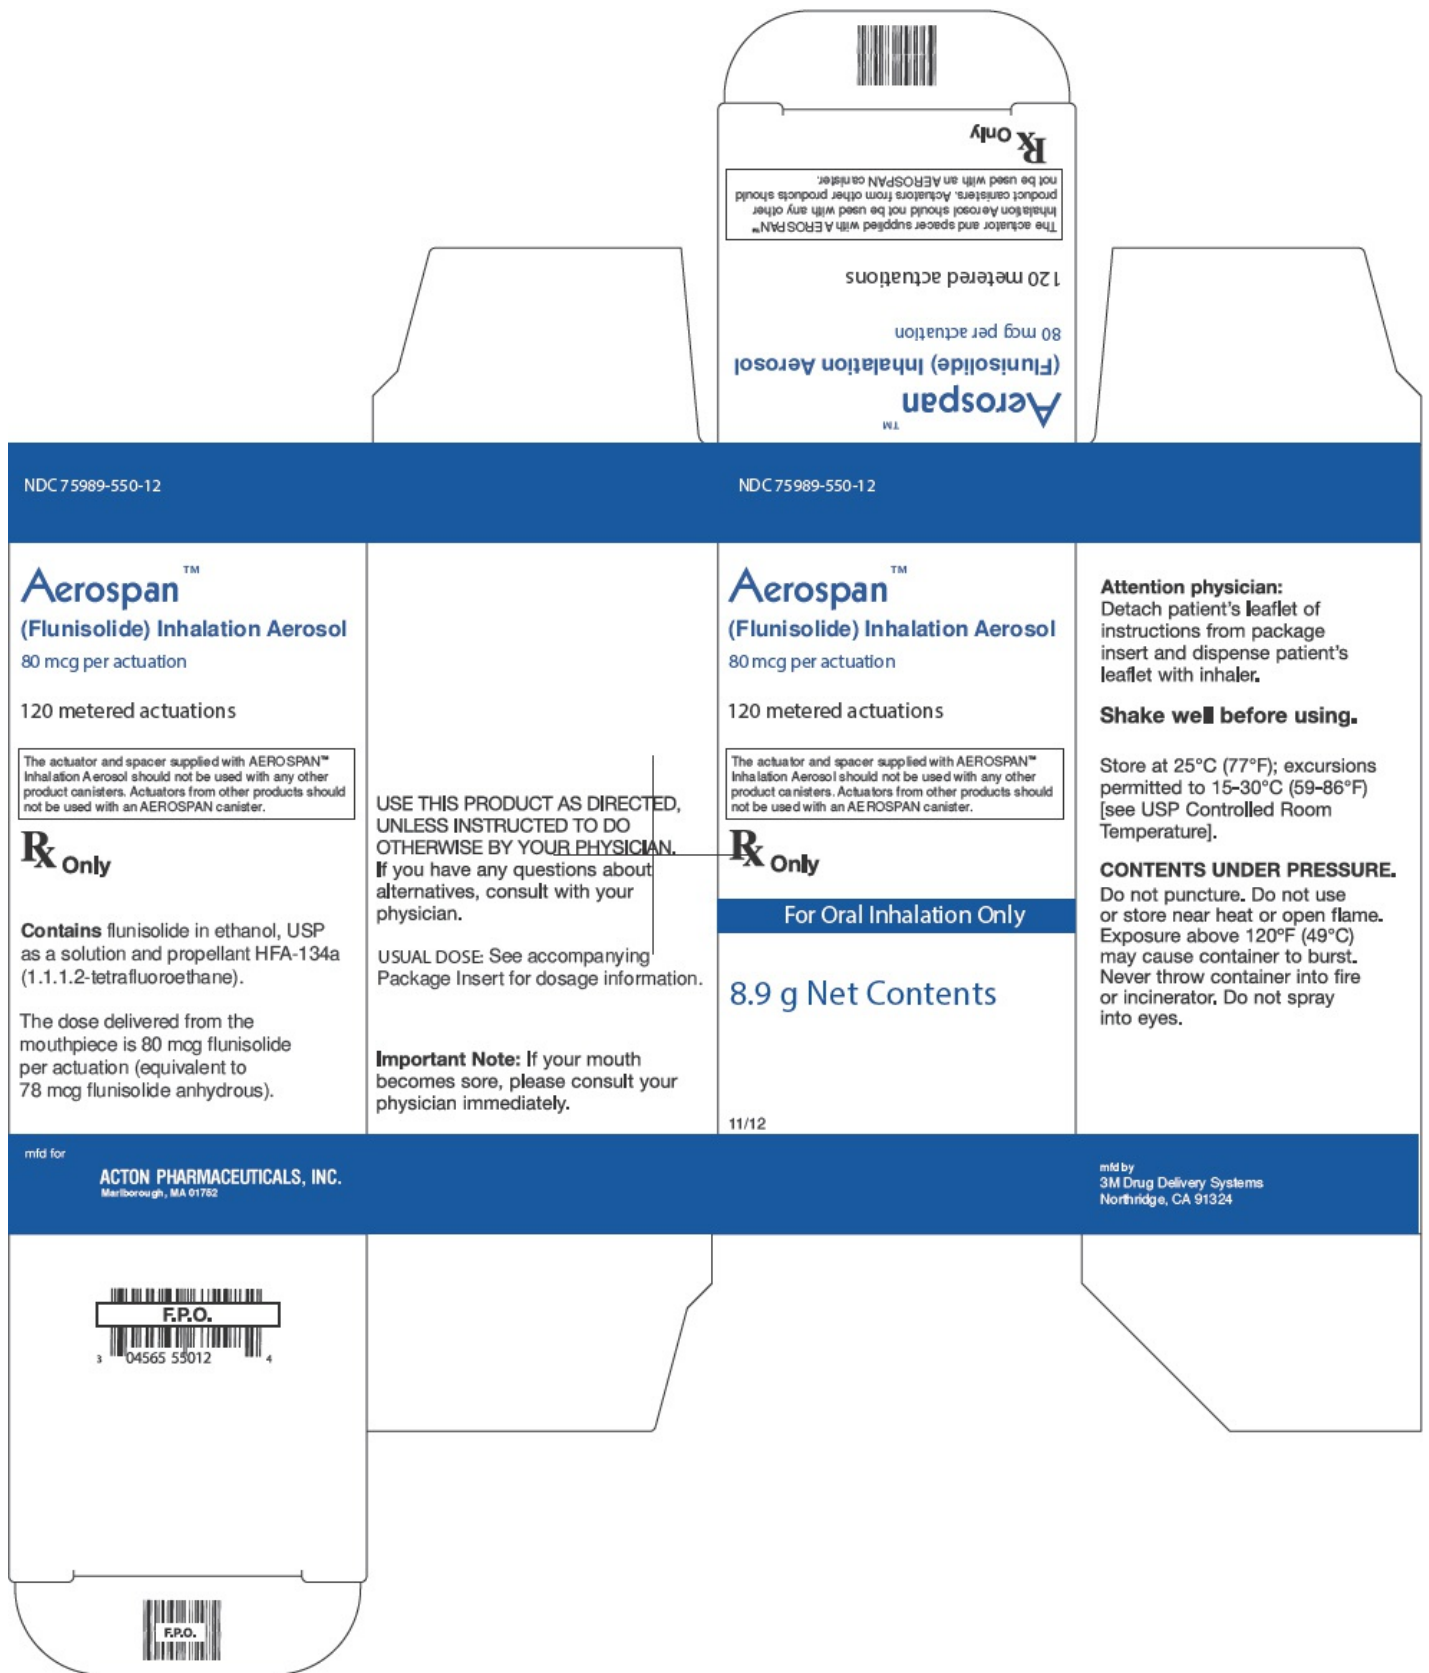 Rx Only
The actuator and spacer supplied with AEROSPAN™
Inhalation Aerosol should not be used with any other
product canisters. Actuators from other products should
not be used with an AEROSPAN canister.
120 metered actuations
80 mcg per actuation
(Flunisolide) Inhalation Aerosol
Aerospan™
NDC 75989-550-12
Aerospan™
(Flunisolide) Inhalation Aerosol
80 mcg per actuation
120 metered actuations
The actuator and spacer supplied with AEROSPAN™
Inhalation Aerosol should not be used with any other
product canisters. Actuators from other products should
not be used with an AEROSPAN canister.
Rx Only
Contains flunisolide in ethanol, USP
as a solution and propellant HFA-134a
(1.1.1.2-tetrafluoroethane).
The dose delivered from the
mouthpiece is 80 mcg flunisolide
per actuation (equivalent to
78 mcg flunisolide anhydrous).
mfd for
ACTON PHARMACEUTICALS, INC.
Marlborough, MA 01752
F.P.O.
3 04565 55012 4
F.P.O.
USE THIS PRODUCT AS DIRECTED,
UNLESS INSTRUCTED TO DO
OTHERWISE BY YOUR PHYSICIAN.
If you have any questions about
alternatives, consult with your
physician.
USUAL DOSE: See accompanying
Package Insert for dosage information.
Important Note: If your mouth
becomes sore, please consult your
physician immediately.
NDC 75989-550-12
Aerospan™
(Flunisolide) Inhalation Aerosol
80 mcg per actuation
120 metered actuations
The actuator and spacer supplied with AEROSPAN™
Inhalation Aerosol should not be used with any other
product canisters. Actuators from other products should
not be used with an AEROSPAN canister.
Rx Only
For Oral Inhalation Only
8.9 g Net Contents
11/12
Attention physician:
Detach patient's leaflet of
instructions from package
insert and dispense patient's
leaflet with inhaler.
Shake well before using.
Store at 25°C (77°F); excursions
permitted to 15-30°C (59-86°F)
[see USP Controlled Room
Temperature].
CONTENTS UNDER PRESSURE.
Do not puncture. Do not use
or store near heat or open flame.
Exposure above 120°F (49°C)
may cause container to burst.
Never throw container into fire
or incinerator. Do not spray
into eyes.
mfd by
3M Drug Delivery Systems
Northridge, CA 91324